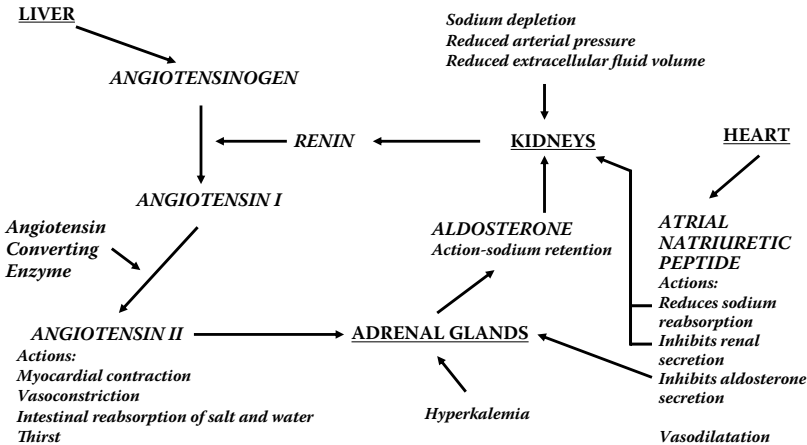 LIVER
ANGIOTENSINOGEN
Sodium depletion
Reduced arterial pressure
Reduced extracellular fluid volume
RENIN
KIDNEYS
HEART
ANGIOTENSIN I
Angiotensin
Converting
Enzyme
ALDOSTERONE
Action-sodium retention
ATRIAL
NATRIURETIC
PEPTIDE
Actions:
Reduces sodium
reabsorption
Inhibits renal
secretion
Inhibits aldosterone
secretion
Vasodilatation
ANGIOTENSIN II
Actions:
Myocardial contraction
Vasoconstriction
Intestinal reabsorption of salt and water
Thirst
ADRENAL GLANDS
Hyperkalemia